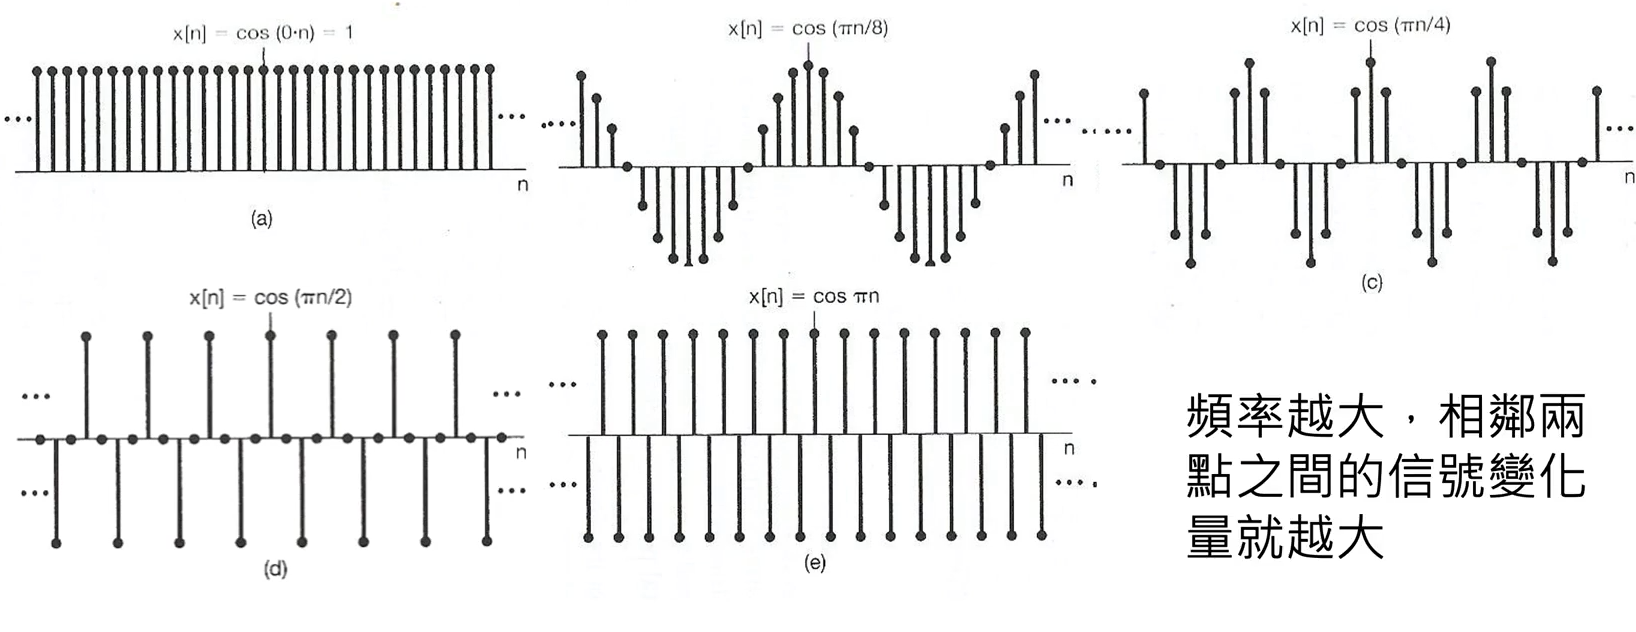 x[n] = cos (0·n) = 1
x[n] = cos (πn/8)
x[n] = cos (πn/4)
n
n
n
(a)
(c)
x[n] = cos (πn/2)
x[n] = cos πn
n
n
(d)
(e)
頻率越大，相鄰兩
點之間的信號變化
量就越大